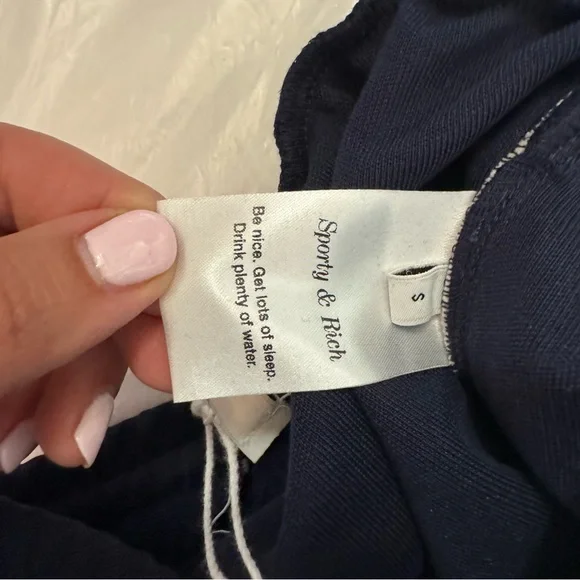 Sporty & Rich
Be nice. Get lots of sleep.
Drink plenty of water.
S